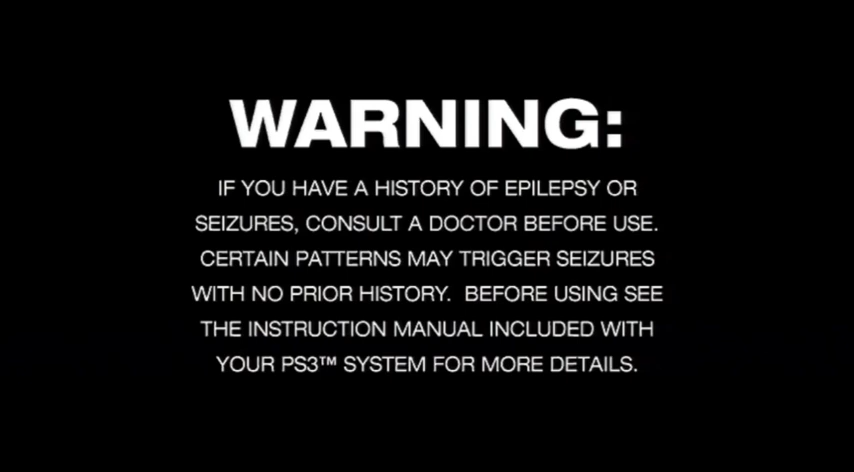 WARNING:
IF YOU HAVE A HISTORY OF EPILEPSY OR
SEIZURES, CONSULT A DOCTOR BEFORE USE.
CERTAIN PATTERNS MAY TRIGGER SEIZURES
WITH NO PRIOR HISTORY.  BEFORE USING SEE
THE INSTRUCTION MANUAL INCLUDED WITH
YOUR PS3™ SYSTEM FOR MORE DETAILS.